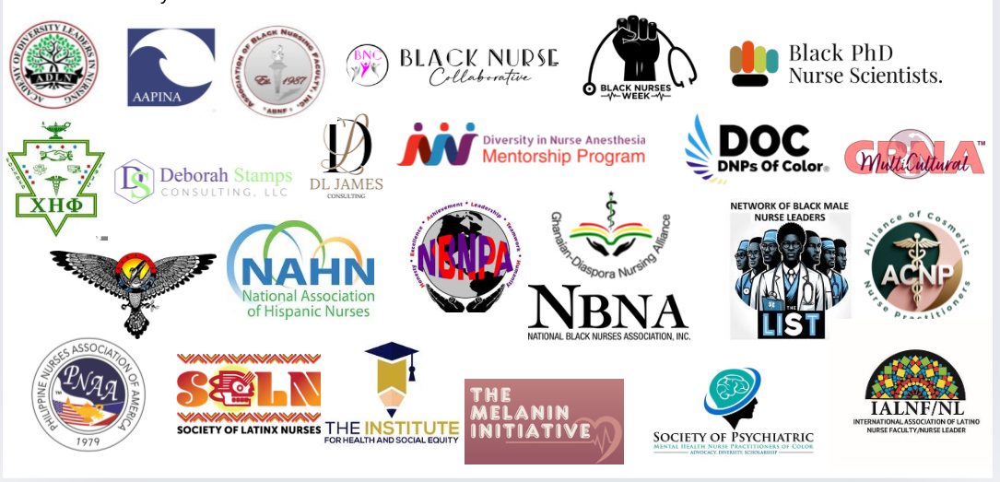 ACADEMY OF DIVERSITY LEADERS IN NURSING
ADLN
AAPINA
ASSOCIATION OF BLACK NURSING FACULTY, INC.
Est. 1987
*ABNF*
BNC
BLACK NURSE
Collaborative
BLACK NURSES
WEEK
Black PhD
Nurse Scientists.
ΧΗΦ
DS
Deborah Stamps
CONSULTING, LLC
DL
DL JAMES
CONSULTING
Diversity in Nurse Anesthesia
Mentorship Program
DOC
DNPs Of Color®
CRNA™
MultiCultural
NAHN
National Association
of Hispanic Nurses
Honesty • Excellence • Achievement • Leadership • Teamwork • Humanity
NBNPA
Ghanaian-Diaspora Nursing Alliance
NBNA
NATIONAL BLACK NURSES ASSOCIATION, INC.
NETWORK OF BLACK MALE
NURSE LEADERS
THE
LIST
Alliance of Cosmetic
ACNP
Nurse Practitioners
PHILIPPINE NURSES ASSOCIATION OF AMERICA
PNAA
TM
1979
SOLN
SOCIETY OF LATINX NURSES
THE INSTITUTE
FOR HEALTH AND SOCIAL EQUITY
THE
MELANIN
INITIATIVE
SOCIETY OF PSYCHIATRIC
MENTAL HEALTH NURSE PRACTITIONERS OF COLOR
ADVOCACY, DIVERSITY, SCHOLARSHIP
IALNF/NL
INTERNATIONAL ASSOCIATION OF LATINO
NURSE FACULTY/NURSE LEADER